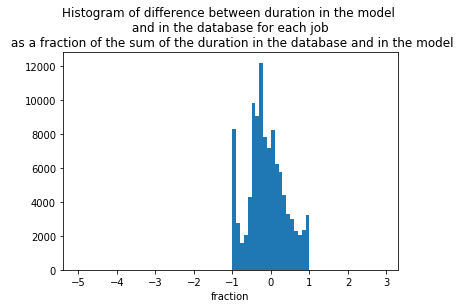 Histogram of difference between duration in the model
and in the database for each job
as a fraction of the sum of the duration in the database and in the model
12000
10000
8000
6000
4000
2000
0
−5 −4 −3 −2 −1 0 1 2 3
fraction